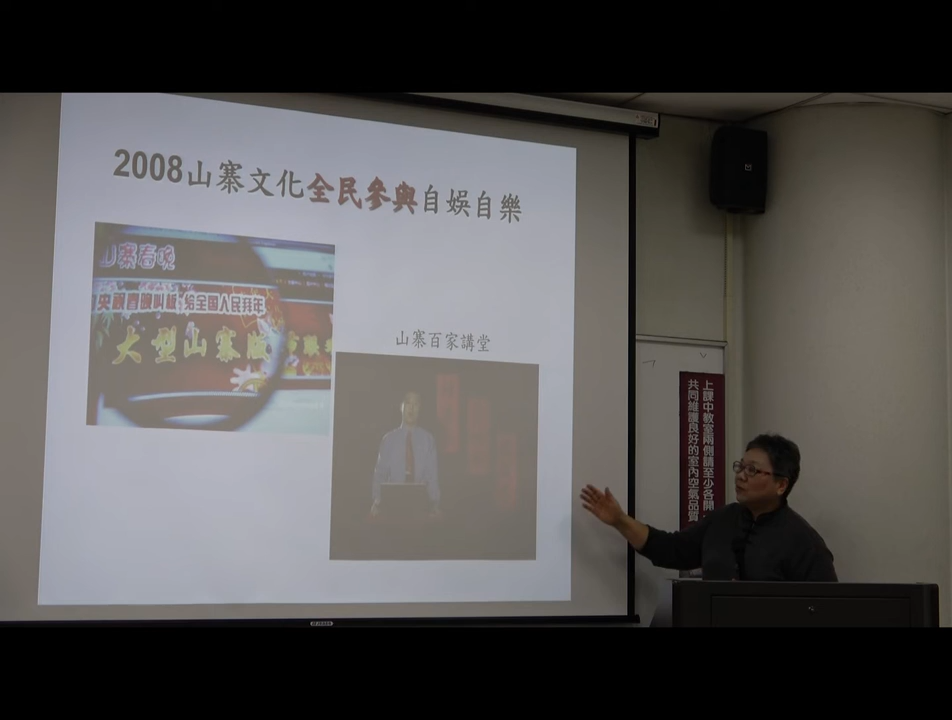 2008山寨文化全民參與自娛自樂
山寨春晚
央視春晚叫板 给全国人民拜年
大型山寨版
山寨百家講堂
上課中教室兩側請至少各開
共同維護良好的室內空氣品質